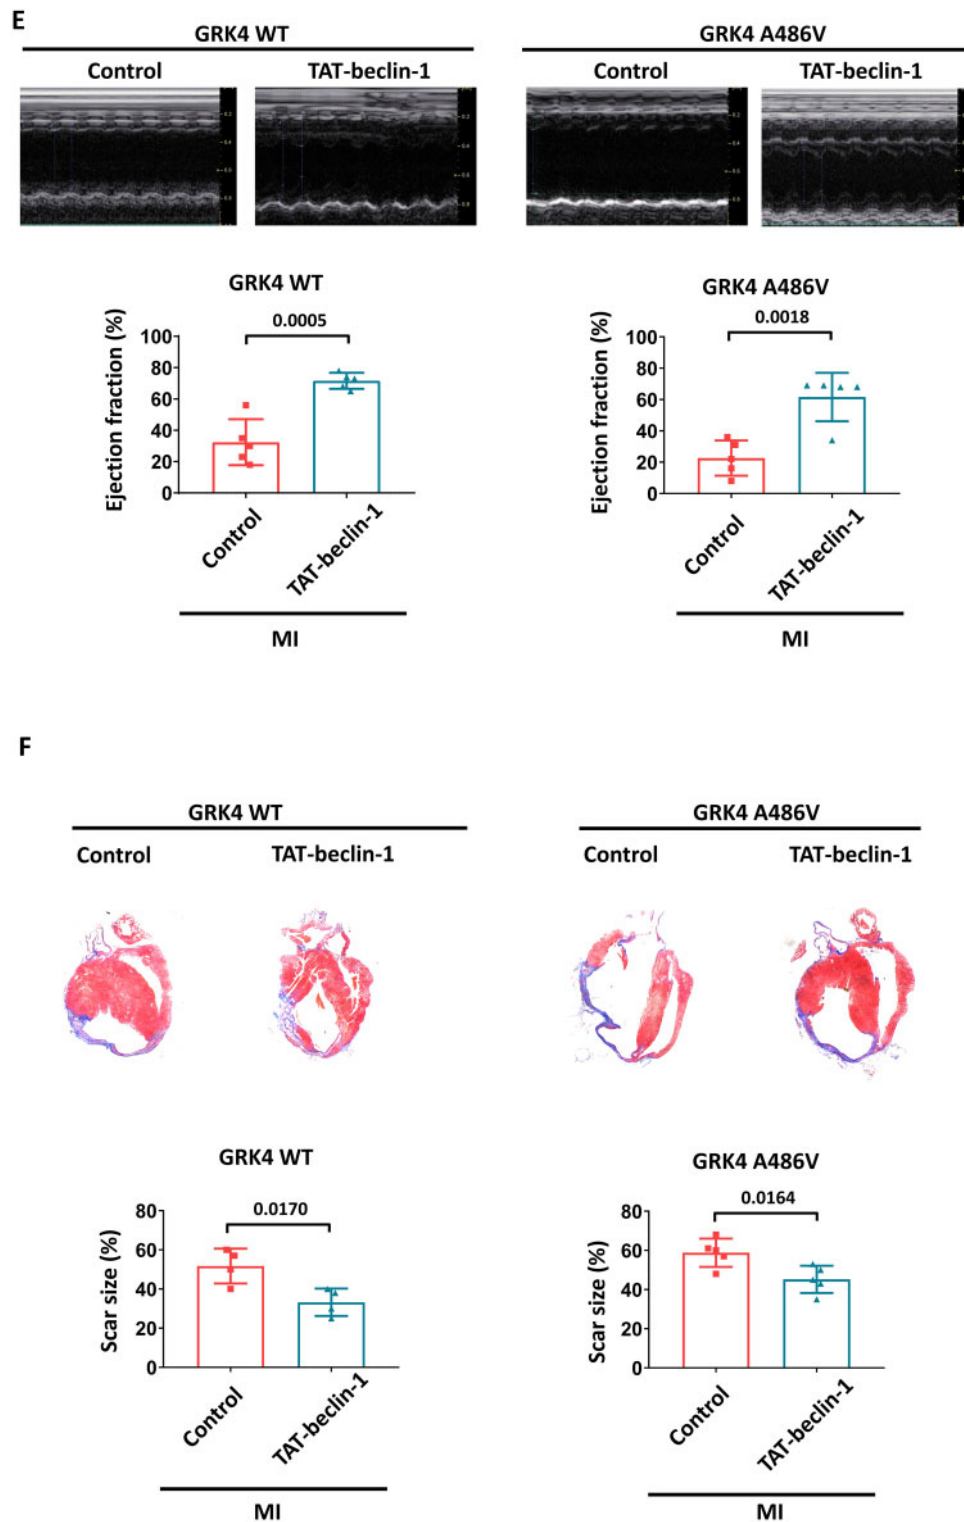 E
GRK4 WT
GRK4 A486V
Control
TAT-beclin-1
Control
TAT-beclin-1
GRK4 WT
Ejection fraction (%)
100
80
60
40
20
0
0.0005
Control
TAT-beclin-1
MI
GRK4 A486V
Ejection fraction (%)
100
80
60
40
20
0
0.0018
Control
TAT-beclin-1
MI
F
GRK4 WT
GRK4 A486V
Control
TAT-beclin-1
Control
TAT-beclin-1
GRK4 WT
Scar size (%)
80
60
40
20
0
0.0170
Control
TAT-beclin-1
MI
GRK4 A486V
Scar size (%)
80
60
40
20
0
0.0164
Control
TAT-beclin-1
MI